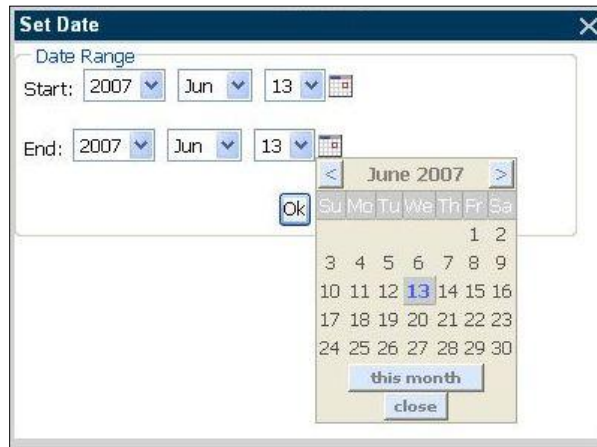 Set Date
Date Range
Start: 2007 Jun 13
End: 2007 Jun 13
< June 2007 >
Ok
Su Mo Tu We Th Fr Sa
1 2
3 4 5 6 7 8 9
10 11 12 13 14 15 16
17 18 19 20 21 22 23
24 25 26 27 28 29 30
this month
close